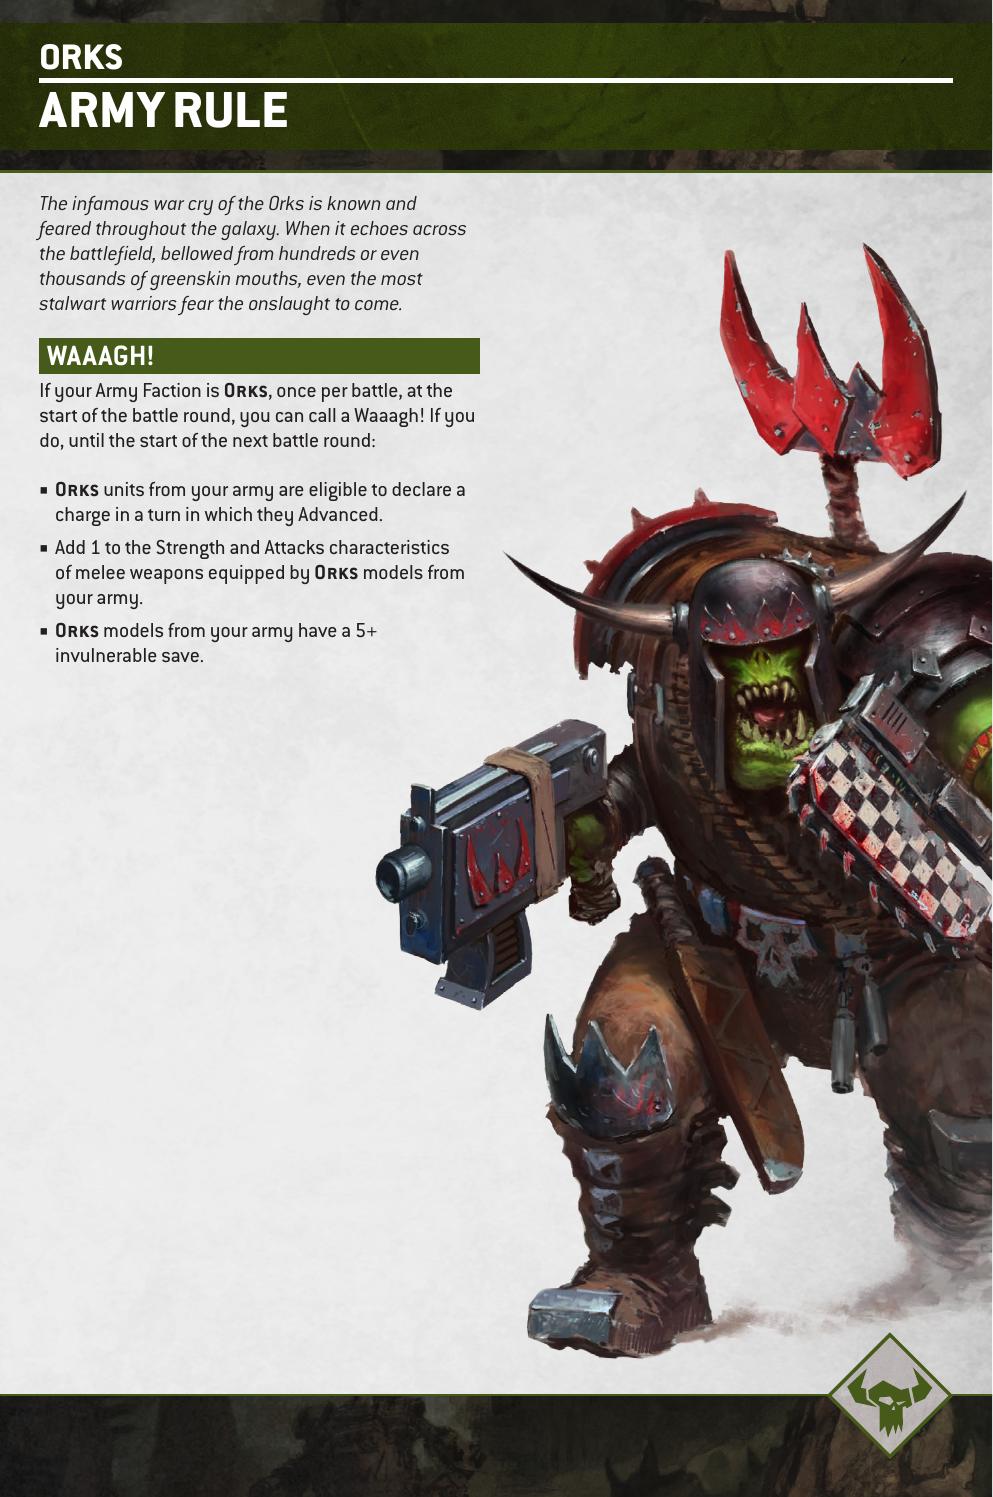 ORKS
ARMY RULE
The infamous war cry of the Orks is known and
feared throughout the galaxy. When it echoes across
the battlefield, bellowed from hundreds or even
thousands of greenskin mouths, even the most
stalwart warriors fear the onslaught to come.
WAAAGH!
If your Army Faction is ORKS, once per battle, at the
start of the battle round, you can call a Waaagh! If you
do, until the start of the next battle round:
▪ ORKS units from your army are eligible to declare a
charge in a turn in which they Advanced.
▪ Add 1 to the Strength and Attacks characteristics
of melee weapons equipped by ORKS models from
your army.
▪ ORKS models from your army have a 5+
invulnerable save.